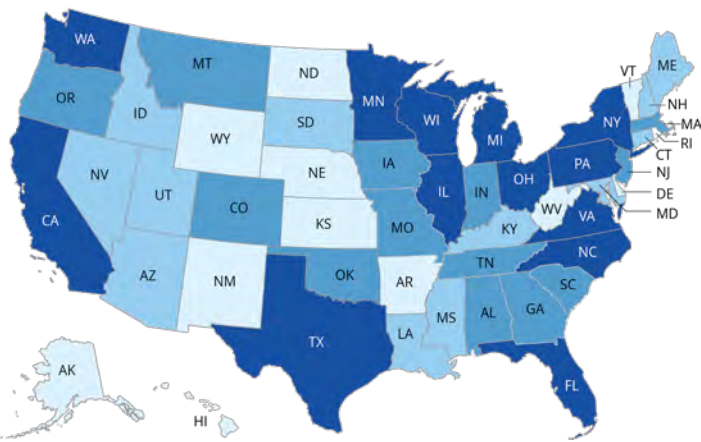 WA
MT
ND
MN
VT
ME
OR
ID
SD
WI
NH
WY
MI
NY
MA
RI
NV
NE
IA
CT
UT
IL
IN
OH
PA
NJ
CA
CO
KS
MO
KY
WV
VA
DE
MD
AZ
NM
OK
AR
TN
NC
SC
TX
LA
MS
AL
GA
AK
HI
FL